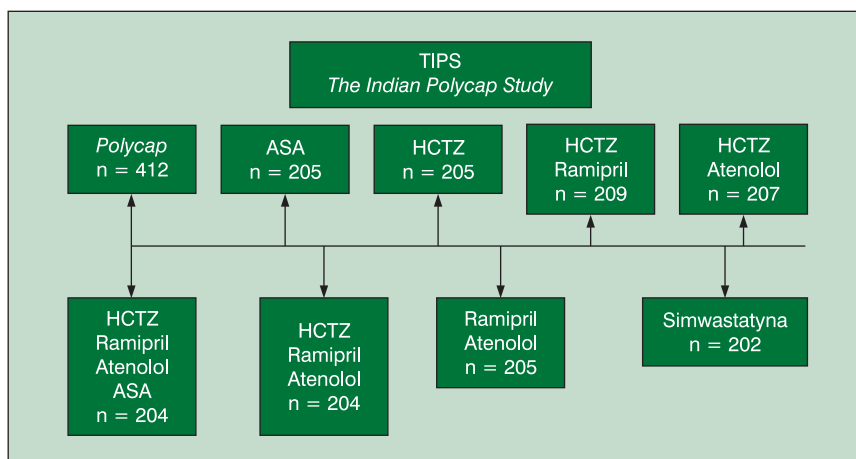 TIPS
The Indian Polycap Study
Polycap
n = 412
ASA
n = 205
HCTZ
n = 205
HCTZ
Ramipril
n = 209
HCTZ
Atenolol
n = 207
HCTZ
Ramipril
Atenolol
ASA
n = 204
HCTZ
Ramipril
Atenolol
n = 204
Ramipril
Atenolol
n = 205
Simwastatyna
n = 202